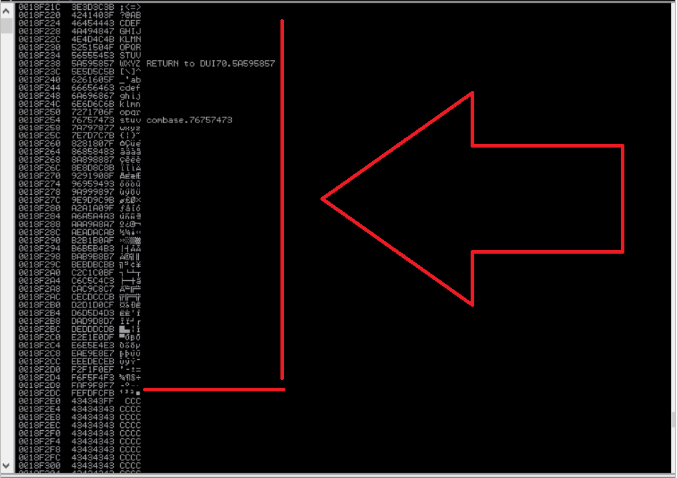 0018F21C 3E3D3C3B ;<=>
0018F220 4241403F ?@AB
0018F224 46454443 CDEF
0018F228 4A494847 GHIJ
0018F22C 4E4D4C4B KLMN
0018F230 5251504F OPQR
0018F234 56555453 STUV
0018F238 5A595857 WXYZ RETURN to DUI70.5A595857
0018F23C 5E5D5C5B [\]^
0018F240 6261605F _`ab
0018F244 66656463 cdef
0018F248 6A696867 ghij
0018F24C 6E6D6C6B klmn
0018F250 7271706F opqr
0018F254 76757473 stuv combase.76757473
0018F258 7A797877 wxyz
0018F25C 7E7D7C7B {|}~
0018F260 8281807F
0018F264 86858483 âäàå
0018F268 8A898887 çêëè
0018F26C 8E8D8C8B
0018F270 9291908F
0018F274 96959493 ôöòû
0018F278 9A999897
0018F27C 9E9D9C9B
0018F280 A2A1A09F
0018F284 A6A5A4A3
0018F288 AAA9A8A7
0018F28C AEADACAB
0018F290 B2B1B0AF
0018F294 B6B5B4B3
0018F298 BAB9B8B7
0018F29C BEBDBCBB
0018F2A0 C2C1C0BF
0018F2A4 C6C5C4C3
0018F2A8 CAC9C8C7
0018F2AC CECDCCCB
0018F2B0 D2D1D0CF
0018F2B4 D6D5D4D3
0018F2B8 DAD9D8D7
0018F2BC DEDDDCDB
0018F2C0 E2E1E0DF
0018F2C4 E6E5E4E3
0018F2C8 EAE9E8E7
0018F2CC EEEDECEB
0018F2D0 F2F1F0EF
0018F2D4 F6F5F4F3
0018F2D8 FAF9F8F7
0018F2DC FEFDFCFB
0018F2E0 434343FF CCC
0018F2E4 43434343 CCCC
0018F2E8 43434343 CCCC
0018F2EC 43434343 CCCC
0018F2F0 43434343 CCCC
0018F2F4 43434343 CCCC
0018F2F8 43434343 CCCC
0018F2FC 43434343 CCCC
0018F300 43434343 CCCC